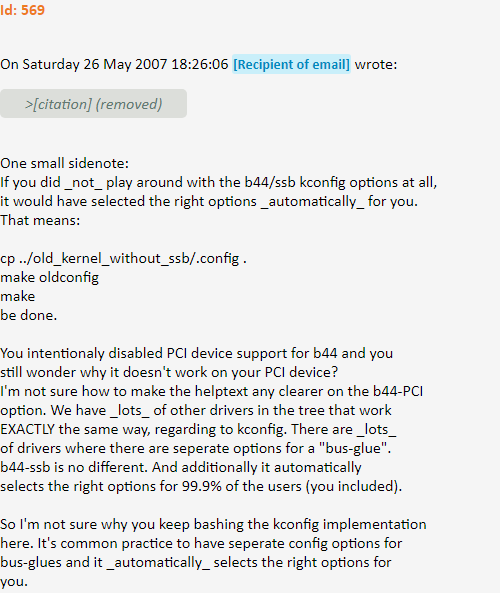 Id: 569
On Saturday 26 May 2007 18:26:06 [Recipient of email] wrote:
>[citation] (removed)
One small sidenote:
If you did _not_ play around with the b44/ssb kconfig options at all,
it would have selected the right options _automatically_ for you.
That means:
cp ../old_kernel_without_ssb/.config .
make oldconfig
make
be done.
You intentionaly disabled PCI device support for b44 and you
still wonder why it doesn't work on your PCI device?
I'm not sure how to make the helptext any clearer on the b44-PCI
option. We have _lots_ of other drivers in the tree that work
EXACTLY the same way, regarding to kconfig. There are _lots_
of drivers where there are seperate options for a "bus-glue".
b44-ssb is no different. And additionally it automatically
selects the right options for 99.9% of the users (you included).
So I'm not sure why you keep bashing the kconfig implementation
here. It's common practice to have seperate config options for
bus-glues and it _automatically_ selects the right options for
you.